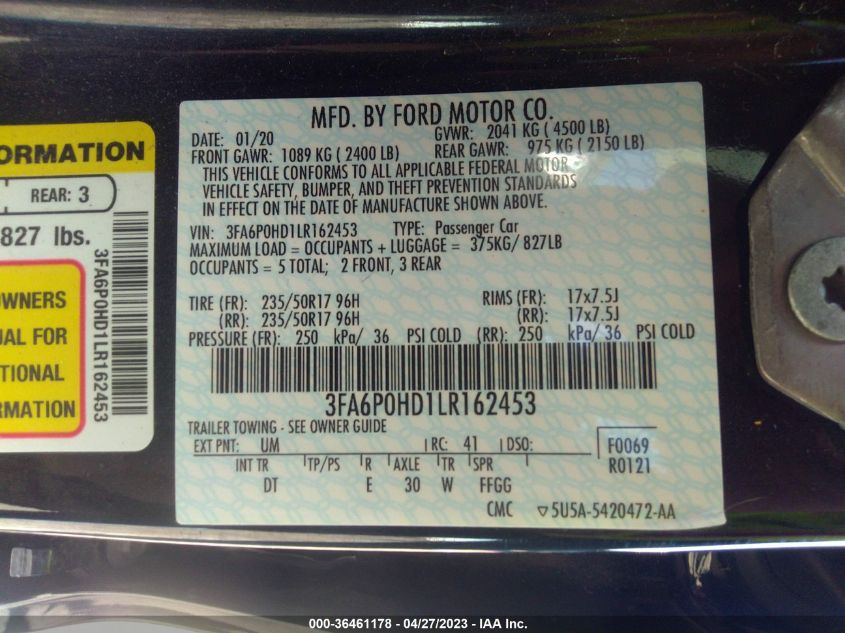 ORMATION
REAR: 3
827 lbs.
OWNERS
UAL FOR
TIONAL
RMATION
3FA6P0HD1LR162453
MFD. BY FORD MOTOR CO.
DATE: 01/20 GVWR: 2041 KG ( 4500 LB)
FRONT GAWR: 1089 KG ( 2400 LB) REAR GAWR: 975 KG ( 2150 LB)
THIS VEHICLE CONFORMS TO ALL APPLICABLE FEDERAL MOTOR
VEHICLE SAFETY, BUMPER, AND THEFT PREVENTION STANDARDS
IN EFFECT ON THE DATE OF MANUFACTURE SHOWN ABOVE.
VIN: 3FA6P0HD1LR162453 TYPE: Passenger Car
MAXIMUM LOAD = OCCUPANTS + LUGGAGE = 375KG/ 827LB
OCCUPANTS = 5 TOTAL; 2 FRONT, 3 REAR
TIRE (FR): 235/50R17 96H RIMS (FR): 17x7.5J
(RR): 235/50R17 96H (RR): 17x7.5J
PRESSURE (FR): 250 kPa/ 36 PSI COLD (RR): 250 kPa/ 36 PSI COLD
3FA6P0HD1LR162453
TRAILER TOWING - SEE OWNER GUIDE
EXT PNT: UM RC: 41 DSO: F0069
R0121
INT TR TP/PS R AXLE TR SPR
DT E 30 W FFGG
CMC ▽5U5A-5420472-AA
000-36461178 - 04/27/2023 - IAA Inc.